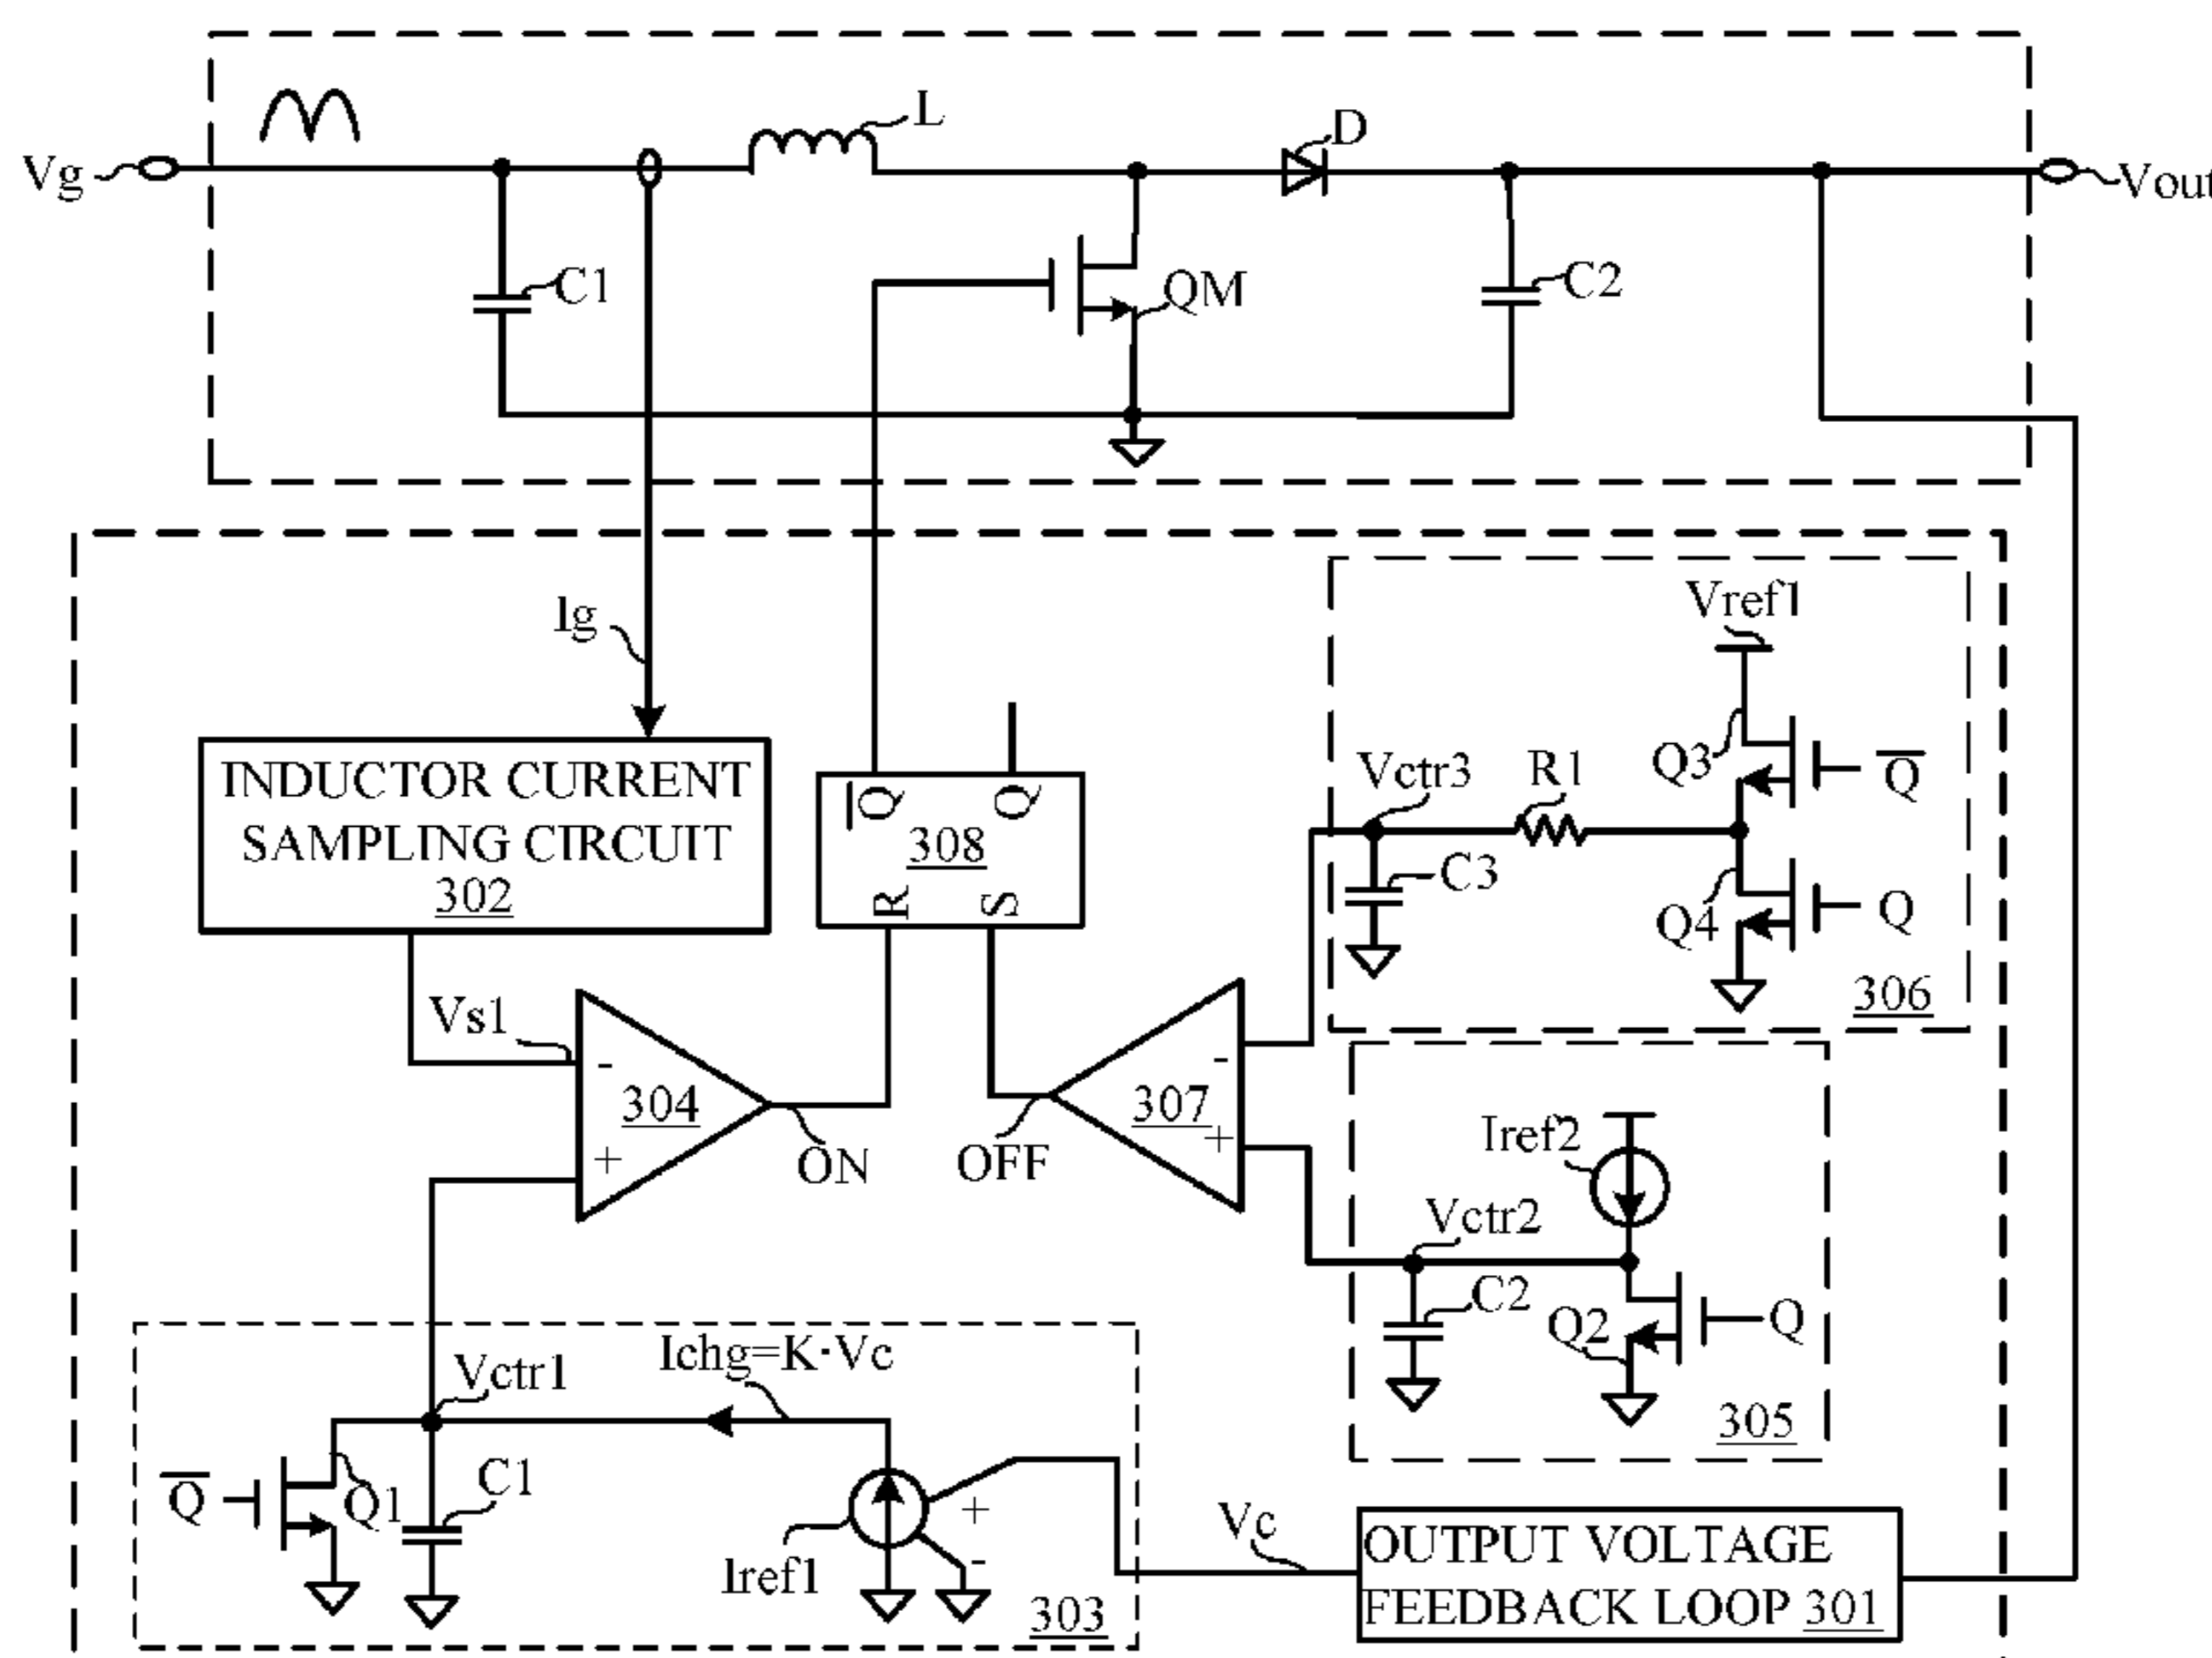 L
D
Vg
Vout
C1
QM
C2
Ig
Vref1
INDUCTOR CURRENT
SAMPLING CIRCUIT
302
Q̅
Q
308
R
S
Vctr3
R1
Q3
Q̅
C3
Q4
Q
306
Vs1
-
304
+
ON
-
307
+
OFF
Iref2
Vctr2
C2
Q2
Q
305
Ichg=K·Vc
Vctr1
Q̅
Q1
C1
+
-
Iref1
303
Vc
OUTPUT VOLTAGE
FEEDBACK LOOP 301